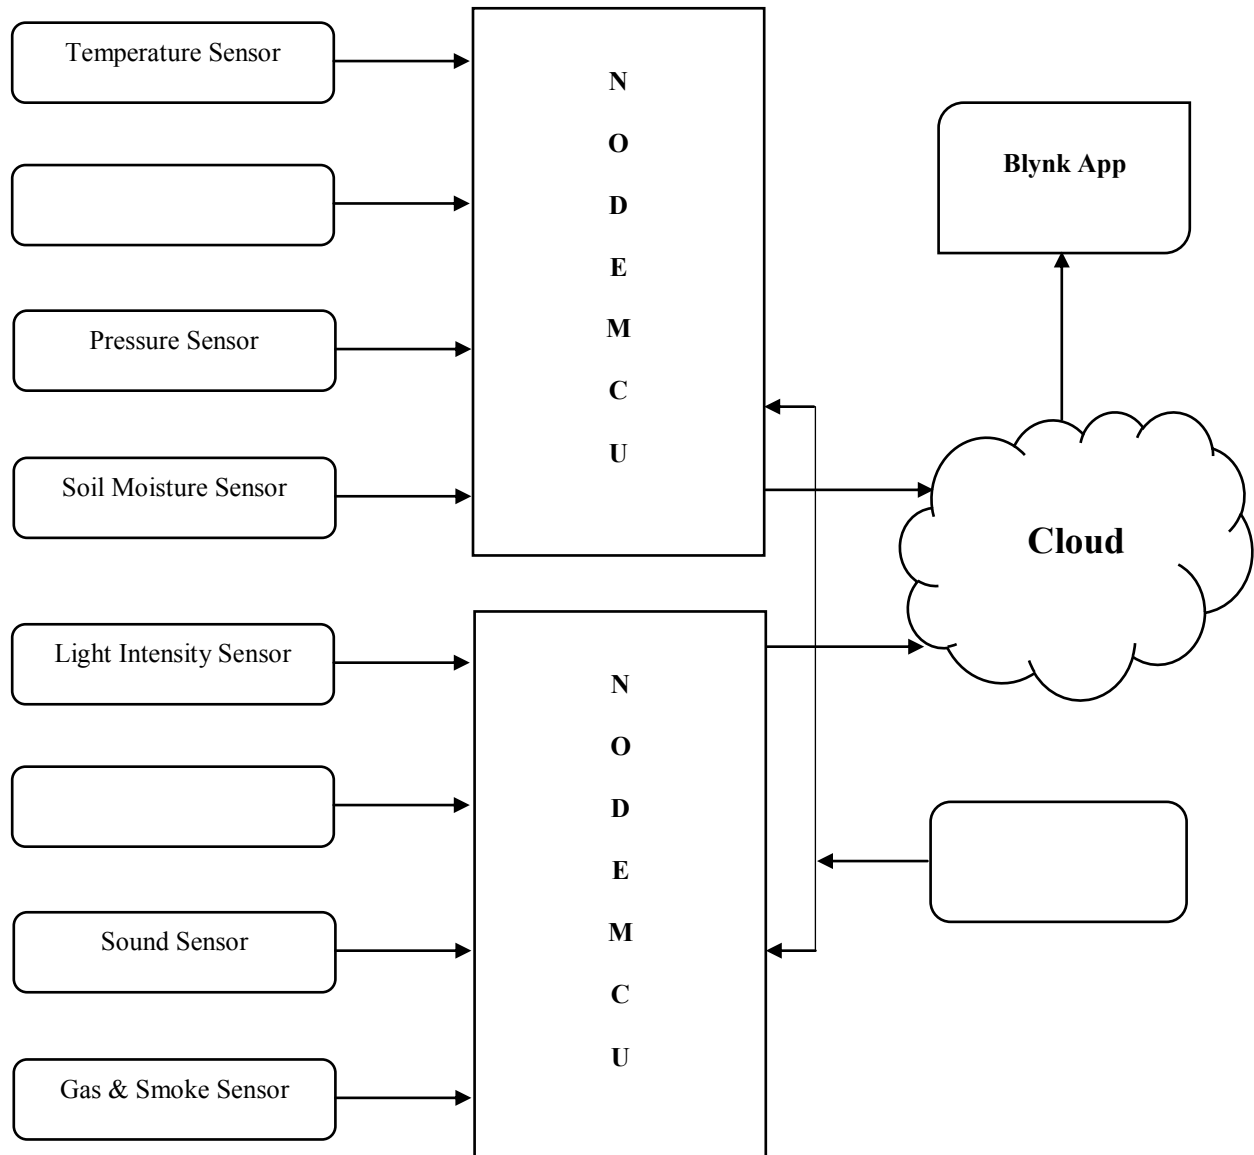 Temperature Sensor
Pressure Sensor
Soil Moisture Sensor
N
O
D
E
M
C
U
Light Intensity Sensor
Sound Sensor
Gas & Smoke Sensor
N
O
D
E
M
C
U
Blynk App
Cloud